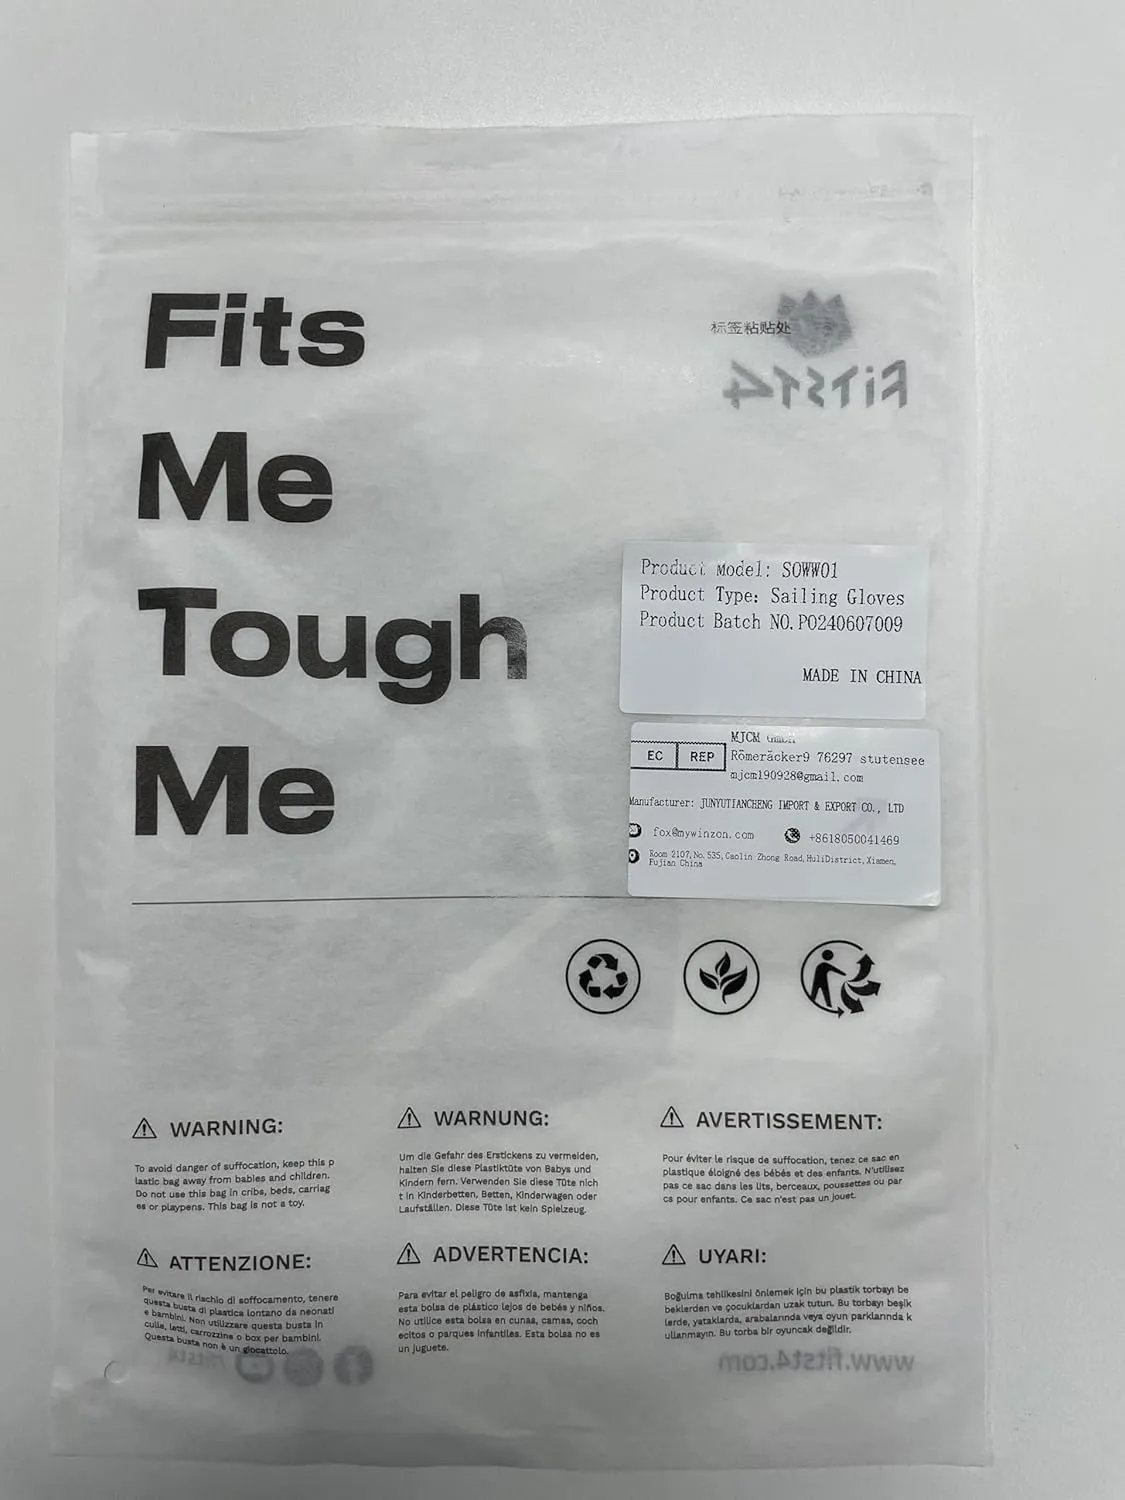 Fits
Me
Tough
Me
标签粘贴处
FiTST4
Product Model: SOWW01
Product Type: Sailing Gloves
Product Batch NO.PO240607009
MADE IN CHINA
EC REP
MJCM GmbH
Römeräcker9 76297 stutensee
mjcm190928@gmail.com
Manufacturer: JUNYUTIANCHENG IMPORT & EXPORT CO., LTD
fox@mywinzon.com +8618050041469
Room 2107, No.535, Caolin Zhong Road, HuliDistrict, Xiamen,
Fujian China
WARNING:
To avoid danger of suffocation, keep this p
lastic bag away from babies and children.
Do not use this bag in cribs, beds, carriag
es or playpens. This bag is not a toy.
WARNUNG:
Um die Gefahr des Erstickens zu vermeiden,
halten Sie diese Plastiktüte von Babys und
Kindern fern. Verwenden Sie diese Tüte nich
t in Kinderbetten, Betten, Kinderwagen oder
Laufställen. Diese Tüte ist kein Spielzeug.
AVERTISSEMENT:
Pour éviter le risque de suffocation, tenez ce sac en
plastique éloigné des bébés et des enfants. N'utilisez
pas ce sac dans les lits, berceaux, poussettes ou par
cs pour enfants. Ce sac n'est pas un jouet.
ATTENZIONE:
Per evitare il rischio di soffocamento, tenere
questa busta di plastica lontano da neonati
e bambini. Non utilizzare questa busta in
culle, letti, carrozzine o box per bambini.
Questa busta non è un giocattolo.
ADVERTENCIA:
Para evitar el peligro de asfixia, mantenga
esta bolsa de plástico lejos de bebés y niños.
No utilice esta bolsa en cunas, camas, coch
ecitos o parques infantiles. Esta bolsa no es
un juguete.
UYARI:
Boğulma tehlikesini önlemek için bu plastik torbayı be
beklerden ve çocuklardan uzak tutun. Bu torbayı beşik
lerde, yataklarda, arabalarında veya oyun parklarında k
ullanmayın. Bu torba bir oyuncak değildir.
/fitst4
www.fitst4.com